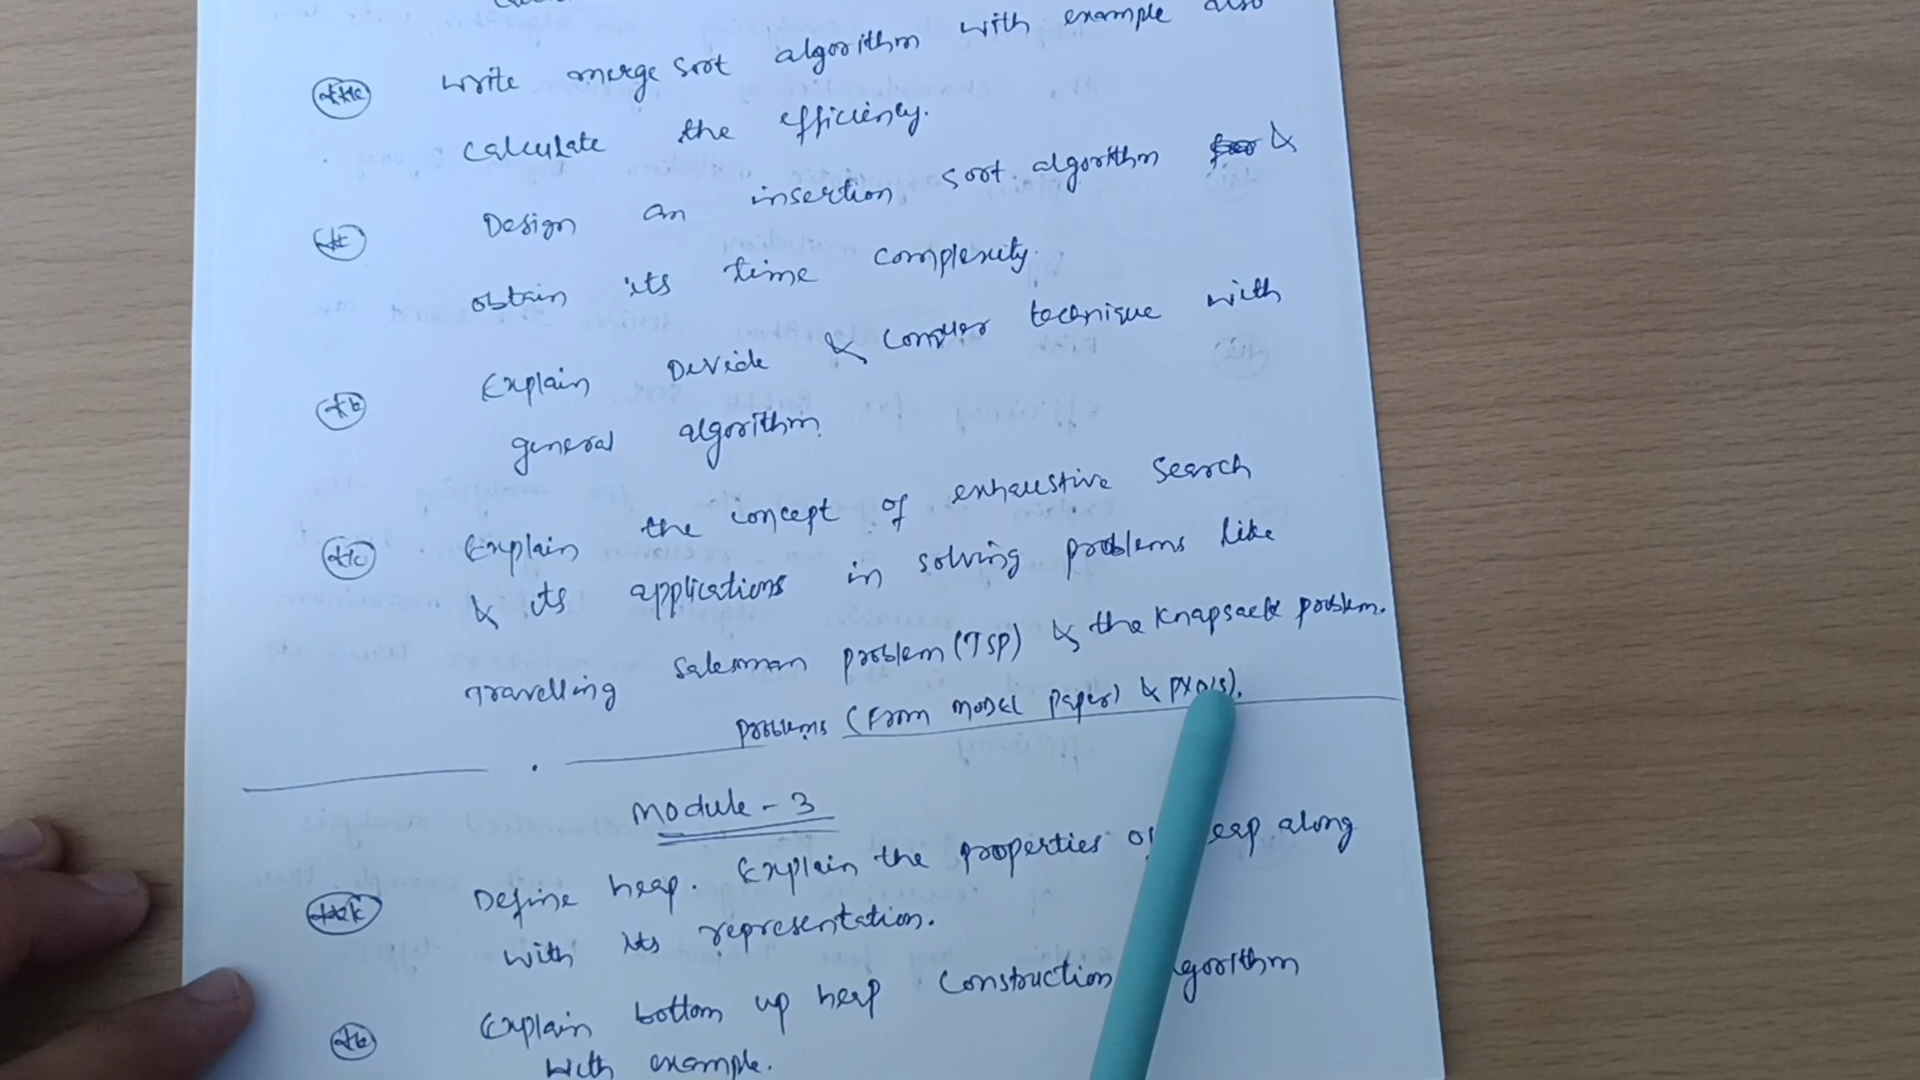 write merge sort algorithm with example also
calculate the efficiency.
Design an insertion sort algorithm &
obtain its time complexity.
Explain Devide & Conquer technique with
general algorithm.
Explain the concept of exhaustive search
& its applications in solving problems like
Travelling salesman problem (TSP) & the Knapsack problem.
problems (From MODEL Paper) &
Module - 3
Define heap. Explain the properties of heap along
with its representation.
Explain bottom up heap construction algorithm
with example.